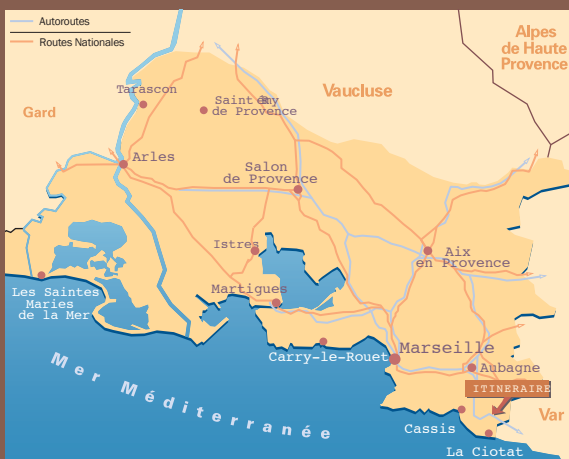 Autoroutes
Routes Nationales
Alpes
de Haute
Provence
Tarascon
Saint
de Provence
Vaucluse
Gard
Arles
Salon
de Provence
Istres
Aix
en Provence
Les Saintes
Maries
de la Mer
Martigues
Marseille
Carry-le-Rouet
Aubagne
ITINERAIRE
Mer Méditerranée
Var
Cassis
La Ciotat